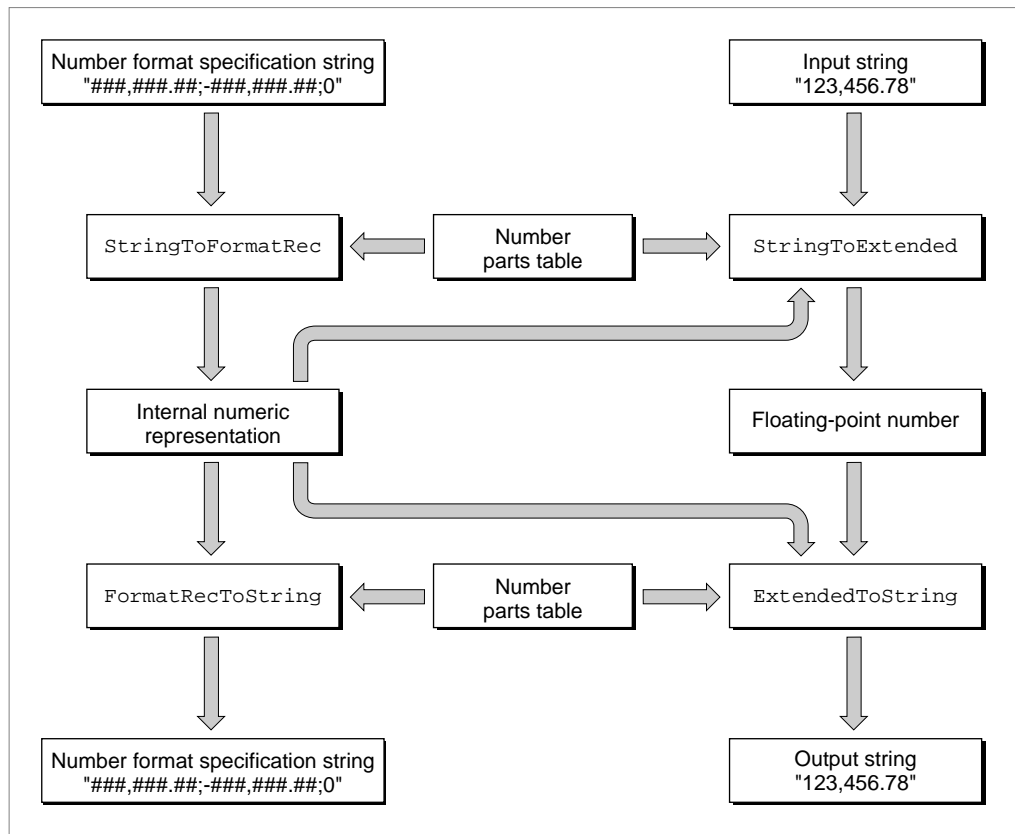 Number format specification string
"###,###.##;-###,###.##;0"
Input string
"123,456.78"
StringToFormatRec
Number
parts table
StringToExtended
Internal numeric
representation
Floating-point number
FormatRecToString
Number
parts table
ExtendedToString
Number format specification string
"###,###.##;-###,###.##;0"
Output string
"123,456.78"